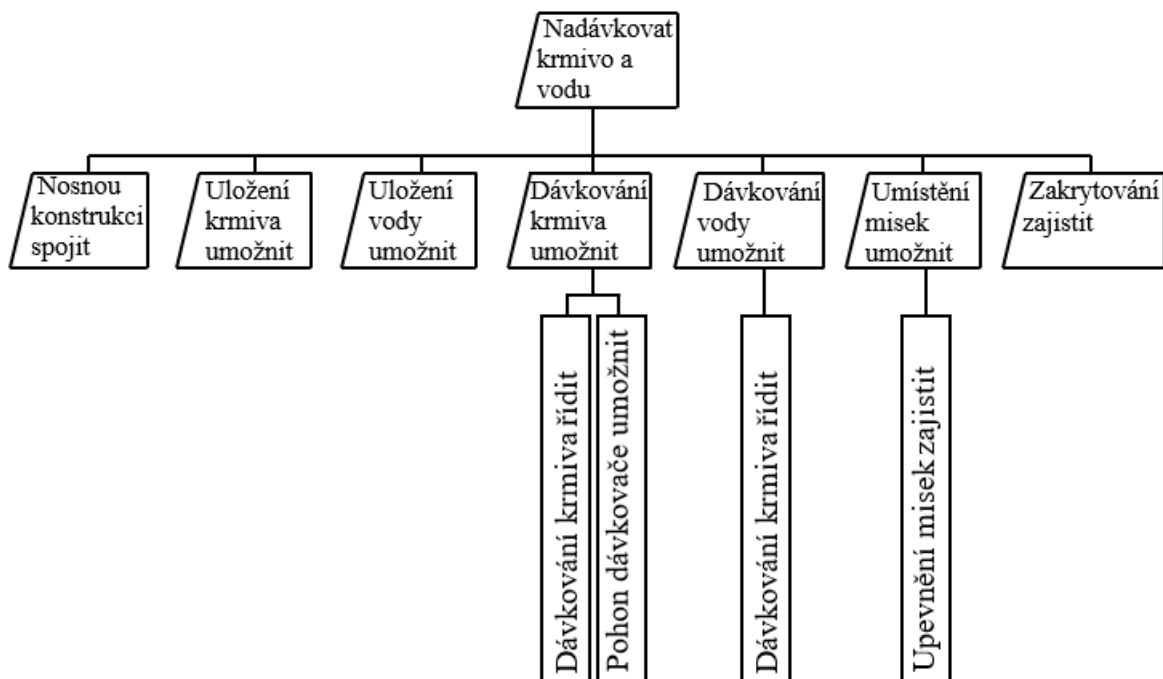 Nadávkovat
krmivo a
vodu
Nosnou
konstrukci
spojit
Uložení
krmiva
umožnit
Uložení
vody
umožnit
Dávkování
krmiva
umožnit
Dávkování
vody
umožnit
Umístění
misek
umožnit
Zakrytování
zajistit
Dávkování krmiva řídit
Pohon dávkovače umožnit
Dávkování krmiva řídit
Upevnění misek zajistit